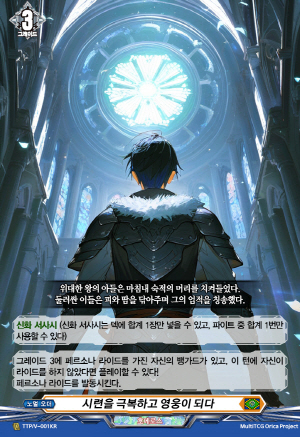 3
그레이드
위대한 왕의 아들은 마침내 숙적의 머리를 치켜들었다.
둘러싼 이들은 피와 땀을 닦아주며 그의 업적을 칭송했다.
신화 서사시 (신화 서사시는 덱에 합계 1장만 넣을 수 있고, 파이트 중 합계 1번만
사용할 수 있다)
그레이드 3에 페르소나 라이드를 가진 자신의 뱅가드가 있고, 이 턴에 자신이
라이드를 하지 않았다면 플레이할 수 있다!
페르소나 라이드를 발동시킨다.
노멀 오더
시련을 극복하고 영웅이 되다
TTP/V-001KR
MultiTCG Orica Project